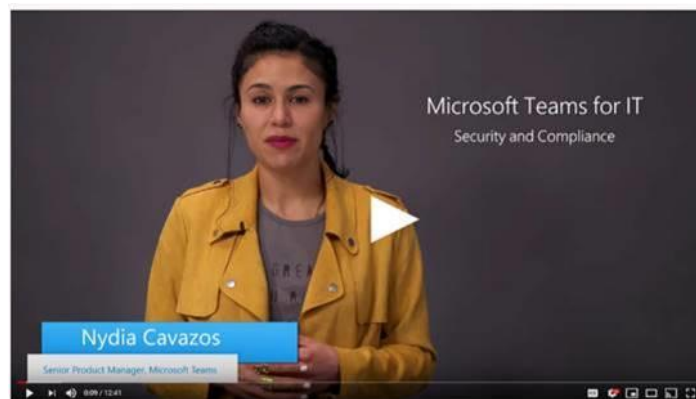 Microsoft Teams for IT
Security and Compliance
Nydia Cavazos
Senior Product Manager, Microsoft Teams
0:09 / 12:41